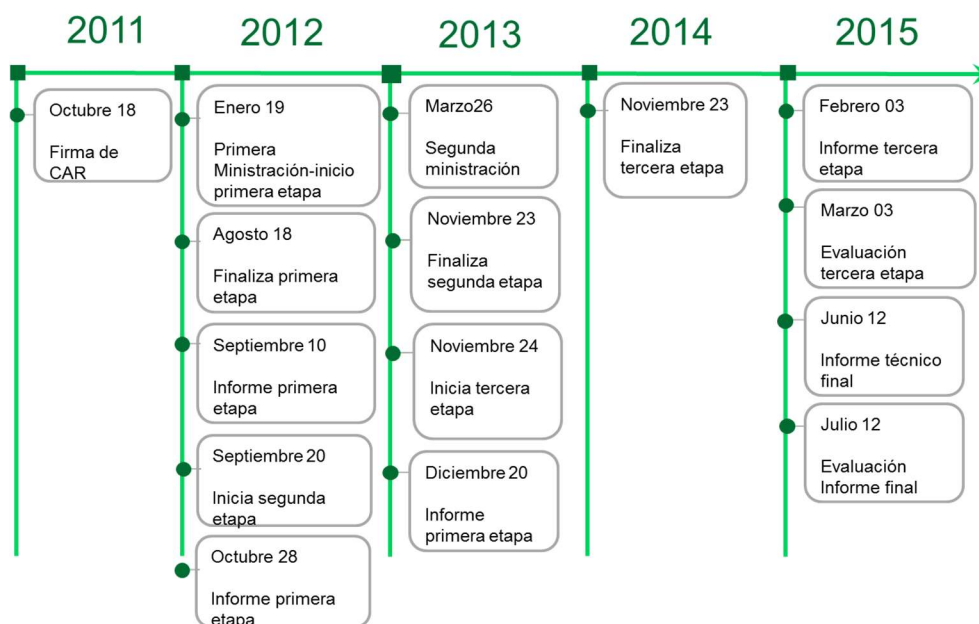 2011
2012
2013
2014
2015
Octubre 18
Firma de
CAR
Enero 19
Primera
Ministración-inicio
primera etapa
Agosto 18
Finaliza primera
etapa
Septiembre 10
Informe primera
etapa
Septiembre 20
Inicia segunda
etapa
Octubre 28
Informe primera
etapa
Marzo26
Segunda
ministración
Noviembre 23
Finaliza
segunda etapa
Noviembre 24
Inicia tercera
etapa
Diciembre 20
Informe
primera etapa
Noviembre 23
Finaliza
tercera etapa
Febrero 03
Informe tercera
etapa
Marzo 03
Evaluación
tercera etapa
Junio 12
Informe técnico
final
Julio 12
Evaluación
Informe final